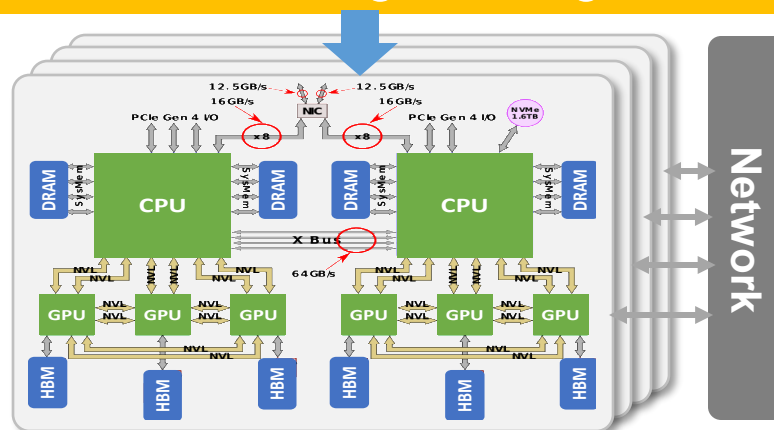 12.5GB/s
12.5GB/s
16GB/s
16GB/s
NIC
NVMe
1.6TB
PCIe Gen 4 I/O
PCIe Gen 4 I/O
x8
x8
DRAM
SysMem
CPU
SysMem
DRAM
DRAM
SysMem
CPU
SysMem
DRAM
X Bus
64GB/s
NVL
NVL
NVL
NVL
NVL
NVL
NVL
NVL
NVL
NVL
NVL
NVL
GPU
NVL
NVL
GPU
NVL
NVL
GPU
GPU
NVL
NVL
GPU
NVL
NVL
GPU
NVL
NVL
NVL
NVL
HBM
HBM
HBM
HBM
HBM
HBM
Network